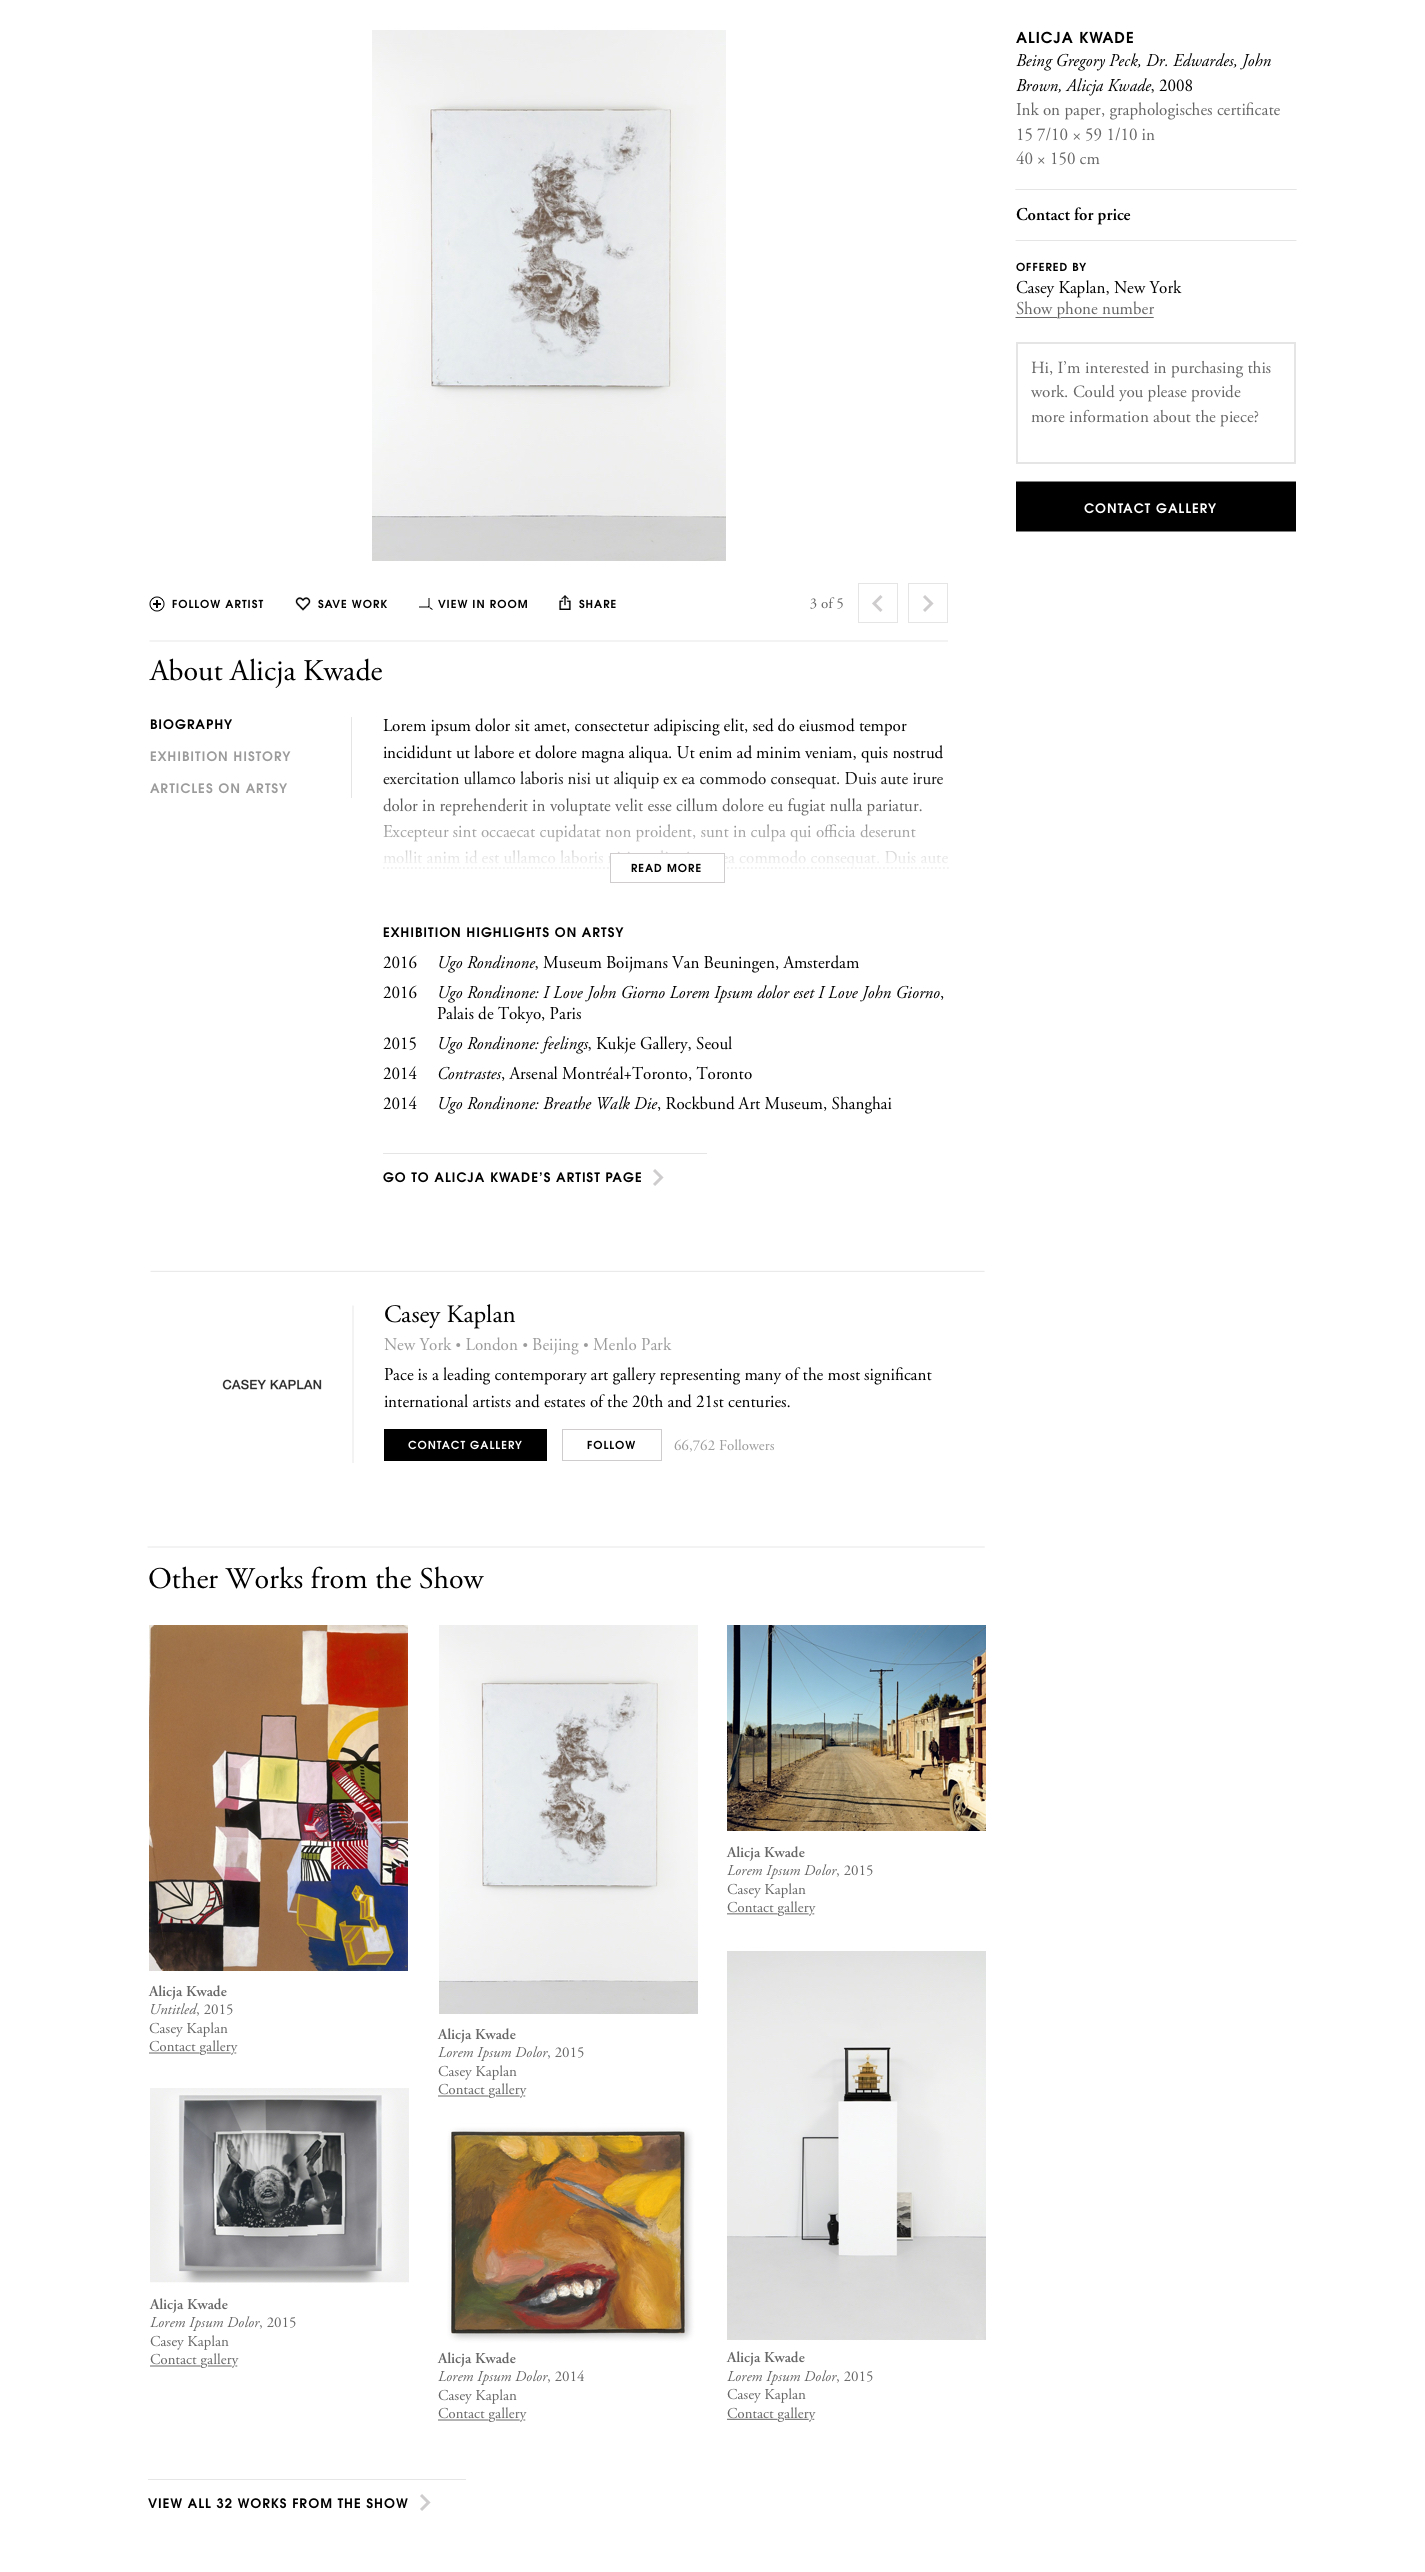 ALICJA KWADE
Being Gregory Peck, Dr. Edwardes, John
Brown, Alicja Kwade, 2008
Ink on paper, graphologisches certificate
15 7/10 × 59 1/10 in
40 × 150 cm
Contact for price
OFFERED BY
Casey Kaplan, New York
Show phone number
Hi, I’m interested in purchasing this
work. Could you please provide
more information about the piece?
CONTACT GALLERY
FOLLOW ARTIST
SAVE WORK
VIEW IN ROOM
SHARE
3 of 5
About Alicja Kwade
BIOGRAPHY
EXHIBITION HISTORY
ARTICLES ON ARTSY
Lorem ipsum dolor sit amet, consectetur adipiscing elit, sed do eiusmod tempor
incididunt ut labore et dolore magna aliqua. Ut enim ad minim veniam, quis nostrud
exercitation ullamco laboris nisi ut aliquip ex ea commodo consequat. Duis aute irure
dolor in reprehenderit in voluptate velit esse cillum dolore eu fugiat nulla pariatur.
Excepteur sint occaecat cupidatat non proident, sunt in culpa qui officia deserunt
mollit anim id est ullamco laboris ea commodo consequat. Duis aute
READ MORE
EXHIBITION HIGHLIGHTS ON ARTSY
2016 Ugo Rondinone, Museum Boijmans Van Beuningen, Amsterdam
2016 Ugo Rondinone: I Love John Giorno Lorem Ipsum dolor eset I Love John Giorno,
Palais de Tokyo, Paris
2015 Ugo Rondinone: feelings, Kukje Gallery, Seoul
2014 Contrastes, Arsenal Montréal+Toronto, Toronto
2014 Ugo Rondinone: Breathe Walk Die, Rockbund Art Museum, Shanghai
GO TO ALICJA KWADE’S ARTIST PAGE
CASEY KAPLAN
Casey Kaplan
New York • London • Beijing • Menlo Park
Pace is a leading contemporary art gallery representing many of the most significant
international artists and estates of the 20th and 21st centuries.
CONTACT GALLERY
FOLLOW
66,762 Followers
Other Works from the Show
Alicja Kwade
Untitled, 2015
Casey Kaplan
Contact gallery
Alicja Kwade
Lorem Ipsum Dolor, 2015
Casey Kaplan
Contact gallery
Alicja Kwade
Lorem Ipsum Dolor, 2015
Casey Kaplan
Contact gallery
Alicja Kwade
Lorem Ipsum Dolor, 2015
Casey Kaplan
Contact gallery
Alicja Kwade
Lorem Ipsum Dolor, 2014
Casey Kaplan
Contact gallery
Alicja Kwade
Lorem Ipsum Dolor, 2015
Casey Kaplan
Contact gallery
VIEW ALL 32 WORKS FROM THE SHOW